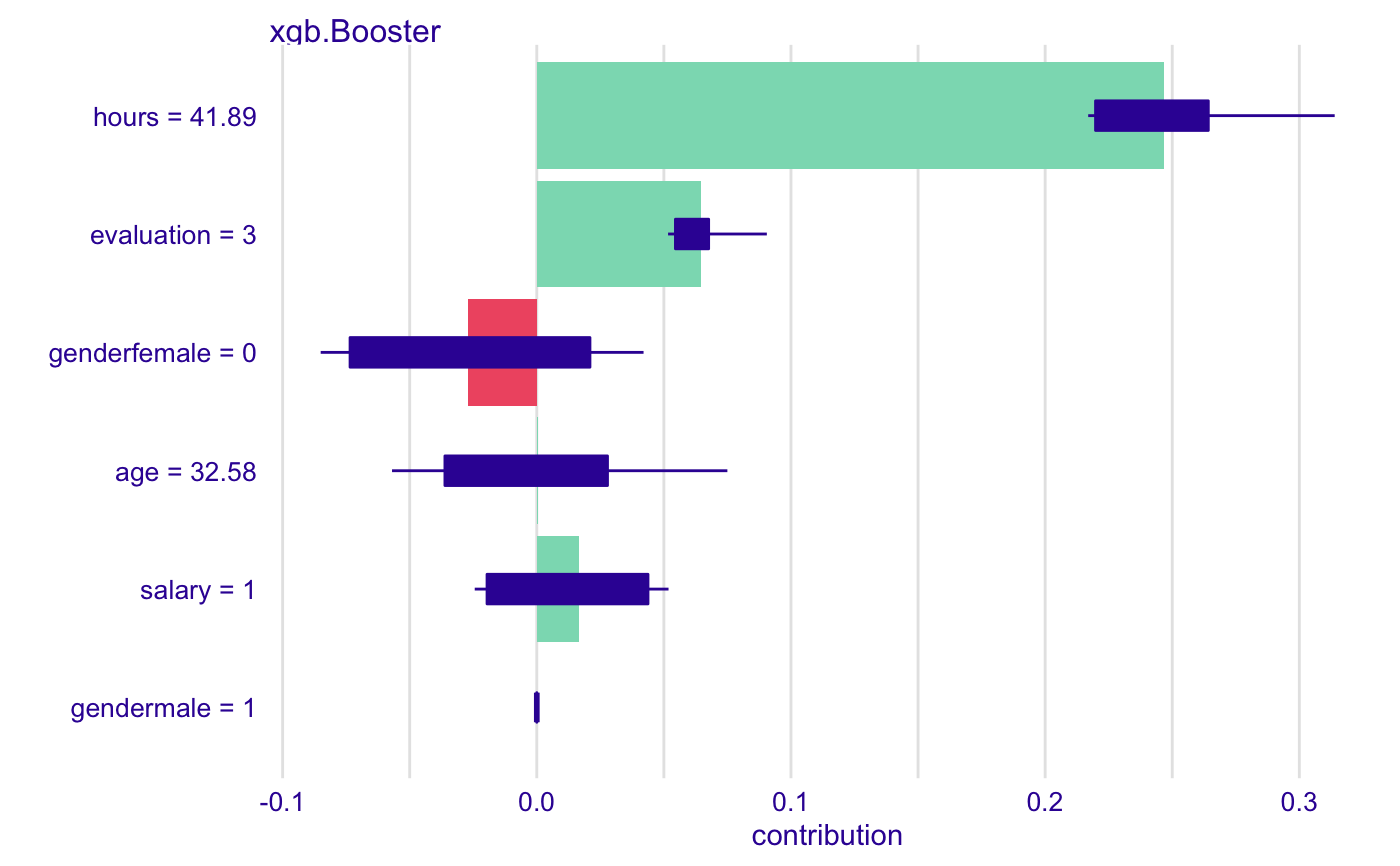 xgb.Booster
hours = 41.89
evaluation = 3
genderfemale = 0
age = 32.58
salary = 1
gendermale = 1
-0.1 0.0 0.1 0.2 0.3
contribution